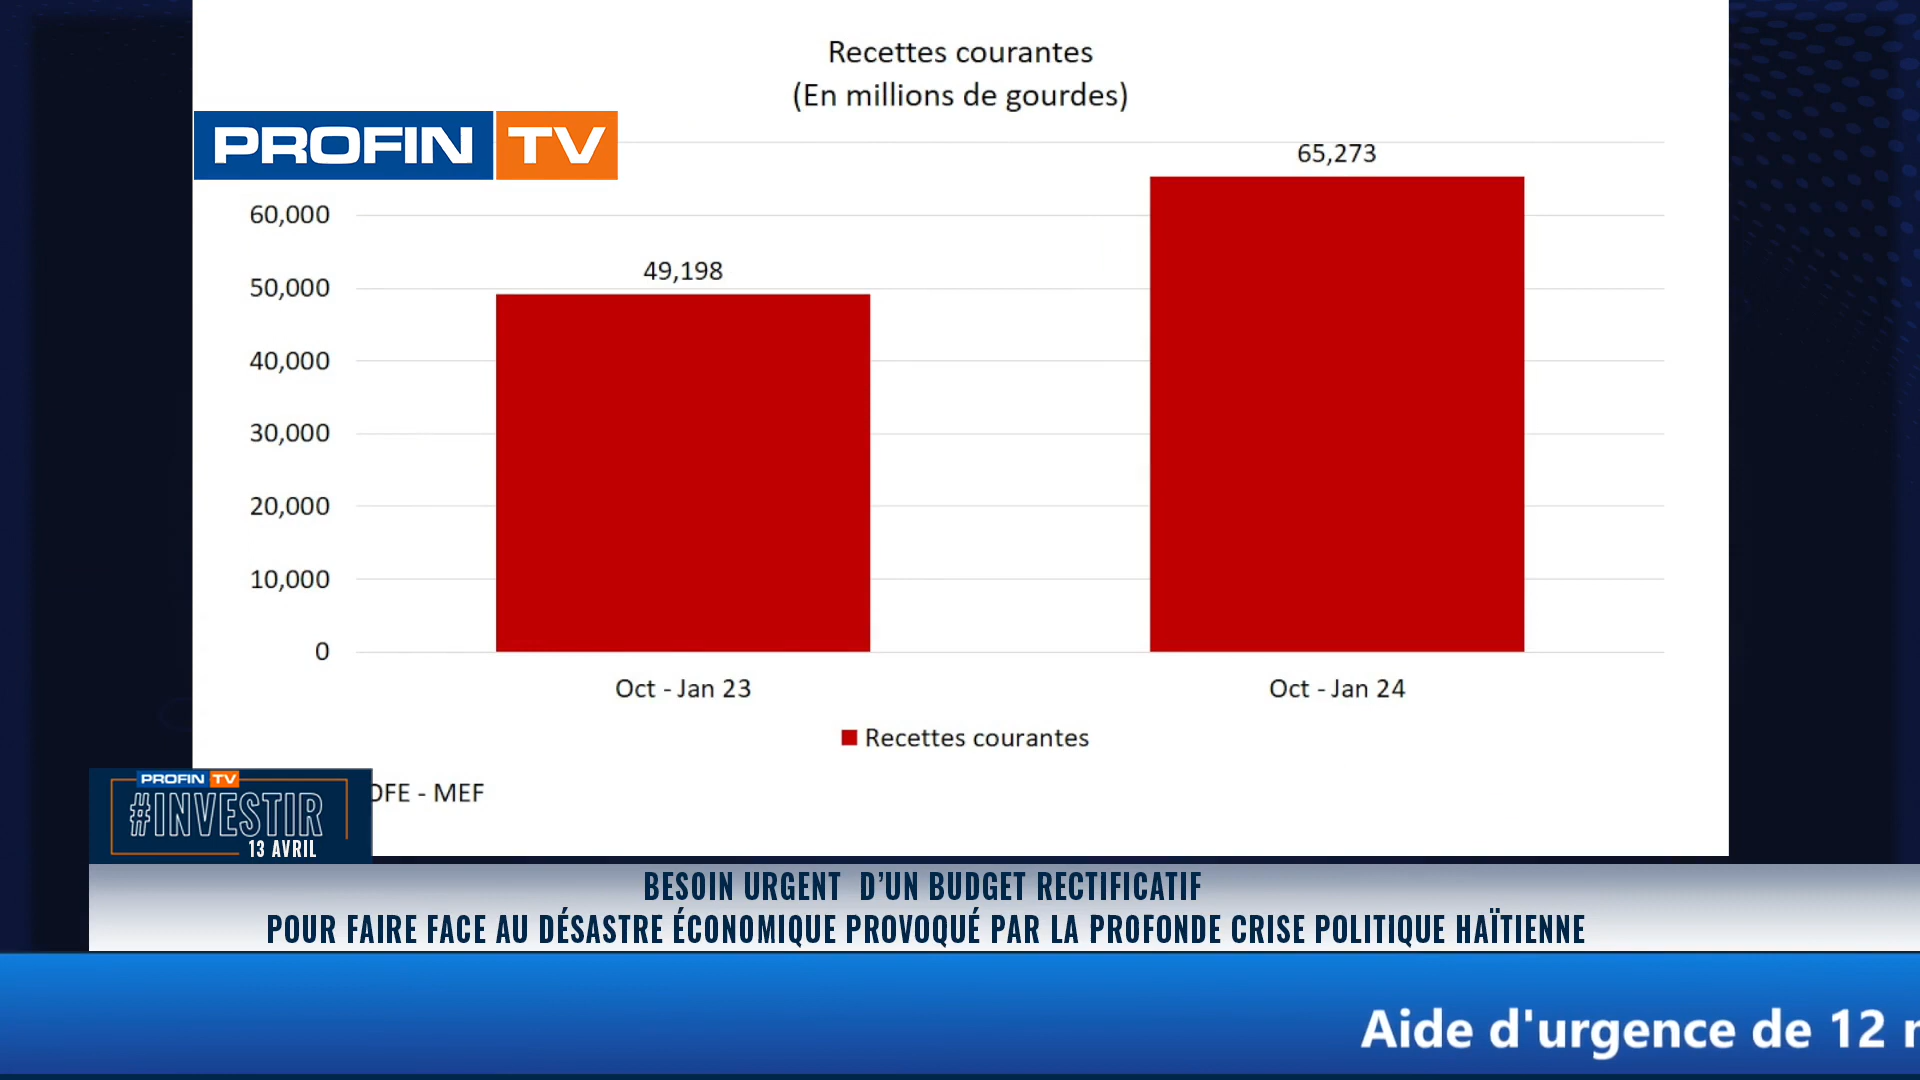 Recettes courantes
(En millions de gourdes)
PROFIN TV
65,273
60,000
49,198
50,000
40,000
30,000
20,000
10,000
0
Oct - Jan 23
Oct - Jan 24
Recettes courantes
DFE - MEF
PROFIN TV
#INVESTIR
13 AVRIL
BESOIN URGENT D’UN BUDGET RECTIFICATIF
POUR FAIRE FACE AU DÉSASTRE ÉCONOMIQUE PROVOQUÉ PAR LA PROFONDE CRISE POLITIQUE HAÏTIENNE
Aide d'urgence de 12